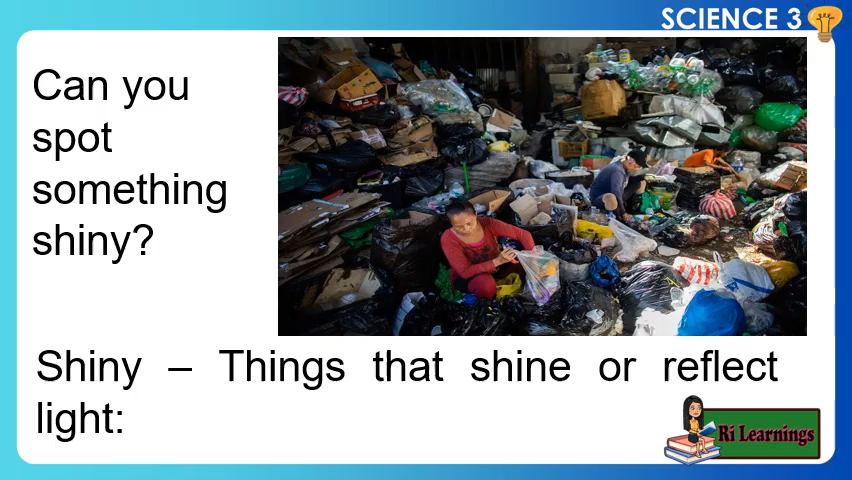 SCIENCE 3
Can you
spot
something
shiny?
Shiny – Things that shine or reflect
light:
Ri Learnings